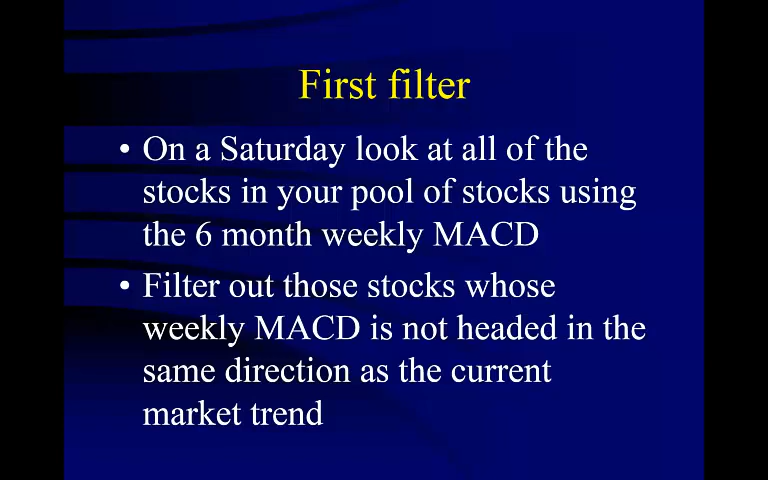 First filter
• On a Saturday look at all of the
stocks in your pool of stocks using
the 6 month weekly MACD
• Filter out those stocks whose
weekly MACD is not headed in the
same direction as the current
market trend